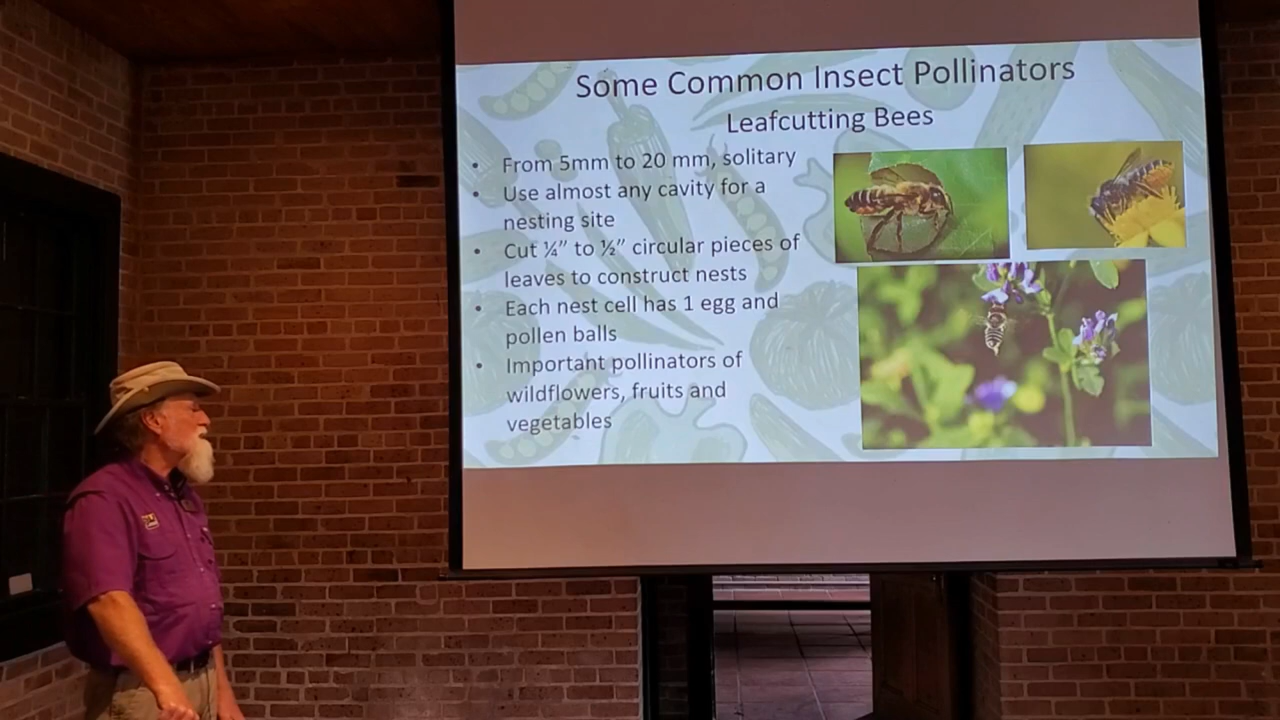 Some Common Insect Pollinators
Leafcutting Bees
• From 5mm to 20 mm, solitary
• Use almost any cavity for a
nesting site
• Cut ¼” to ½” circular pieces of
leaves to construct nests
• Each nest cell has 1 egg and
pollen balls
• Important pollinators of
wildflowers, fruits and
vegetables